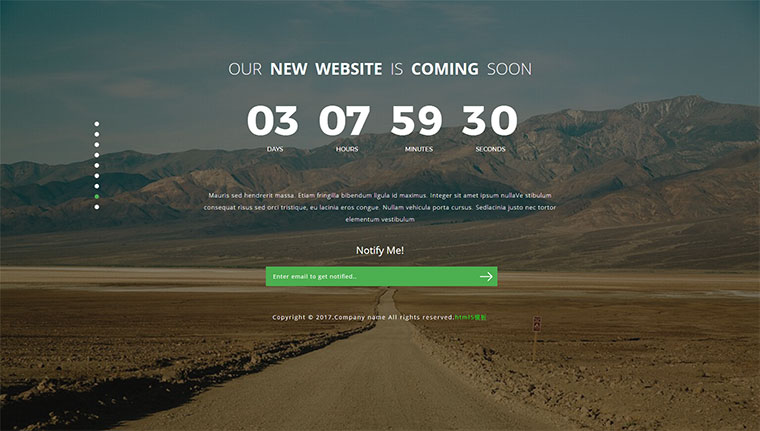 OUR NEW WEBSITE IS COMING SOON
03 07 59 30
DAYS HOURS MINUTES SECONDS
Mauris sed hendrerit massa. Etiam fringilla bibendum ligula id maximus. Integer sit amet ipsum nullaVe stibulum
consequat risus sed orci tristique, eu lacinia eros congue. Nullam vehicula porta cursus. Sedlacinia justo nec tortor
elementum vestibulum
Notify Me!
Enter email to get notified..
Copyright © 2017.Company name All rights reserved.html5模板